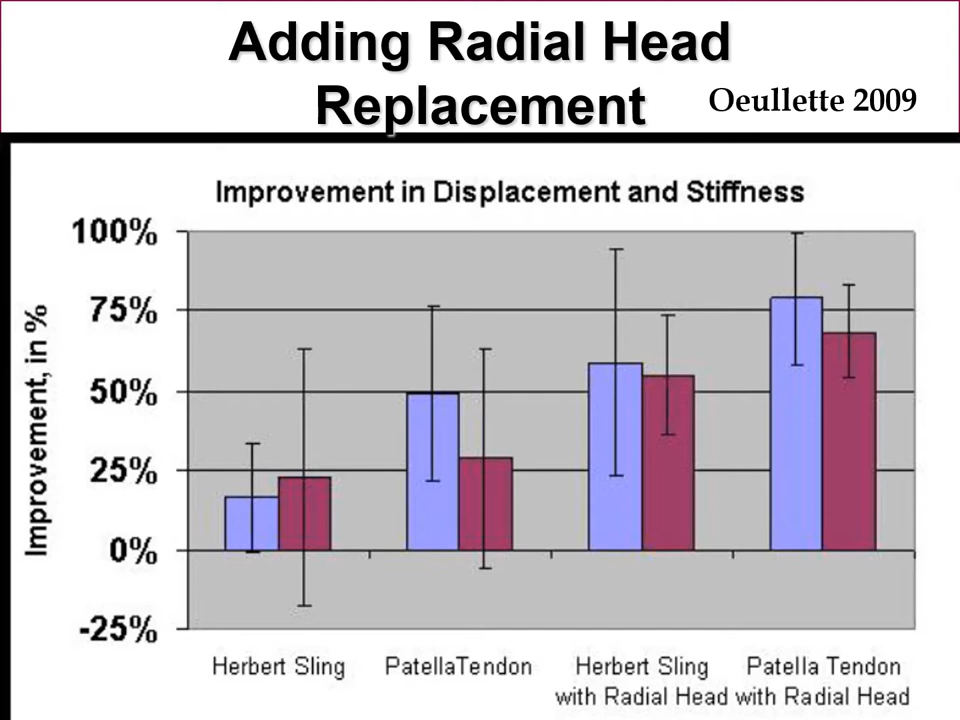 Adding Radial Head
Replacement
Oeullette 2009
Improvement in Displacement and Stiffness
Improvement, in %
100%
75%
50%
25%
0%
-25%
Herbert Sling
PatellaTendon
Herbert Sling
with Radial Head
Patella Tendon
with Radial Head